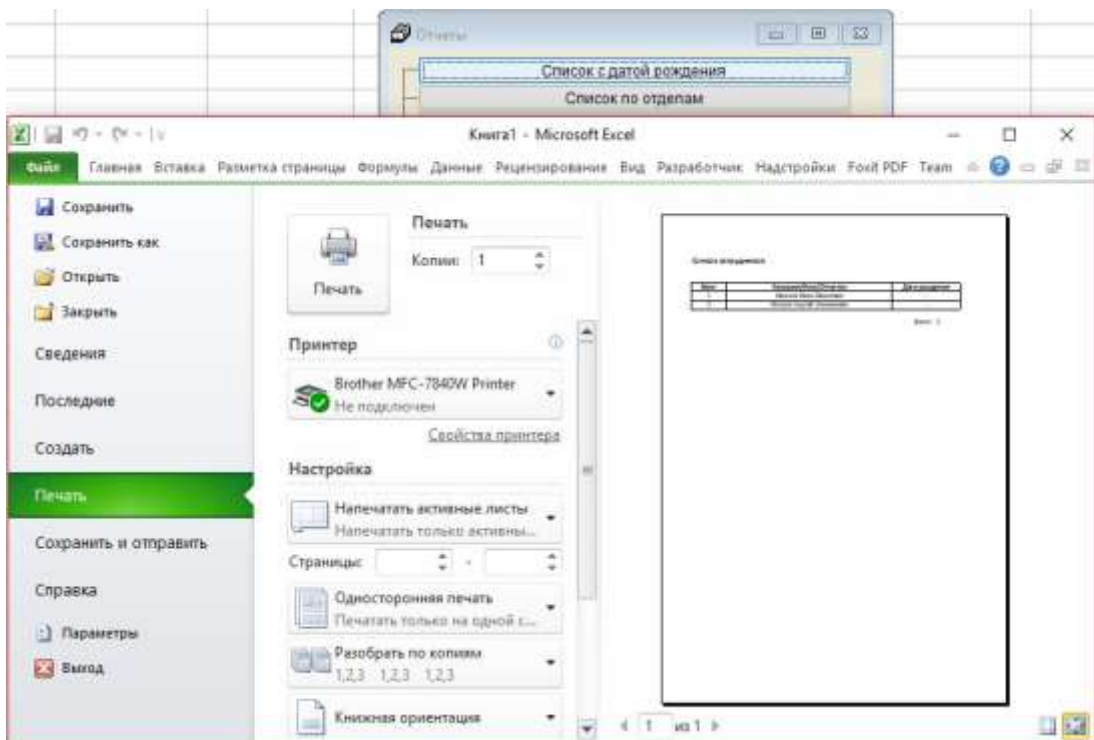 Отчеты
Список с датой рождения
Список по отделам
Книга1 - Microsoft Excel
Файл Главная Вставка Разметка страницы Формулы Данные Рецензирование Вид Разработчик Надстройки Foxit PDF Team
Сохранить
Сохранить как
Открыть
Закрыть
Сведения
Последние
Создать
Печать
Сохранить и отправить
Справка
Параметры
Выход
Печать
Копии: 1
Печать
Принтер
Brother MFC-7840W Printer
Не подключен
Свойства принтера
Настройка
Напечатать активные листы
Напечатать только активны...
Страницы: -
Односторонняя печать
Печатать только на одной с...
Разобрать по копиям
1,2,3 1,2,3 1,2,3
Книжная ориентация
1 из 1